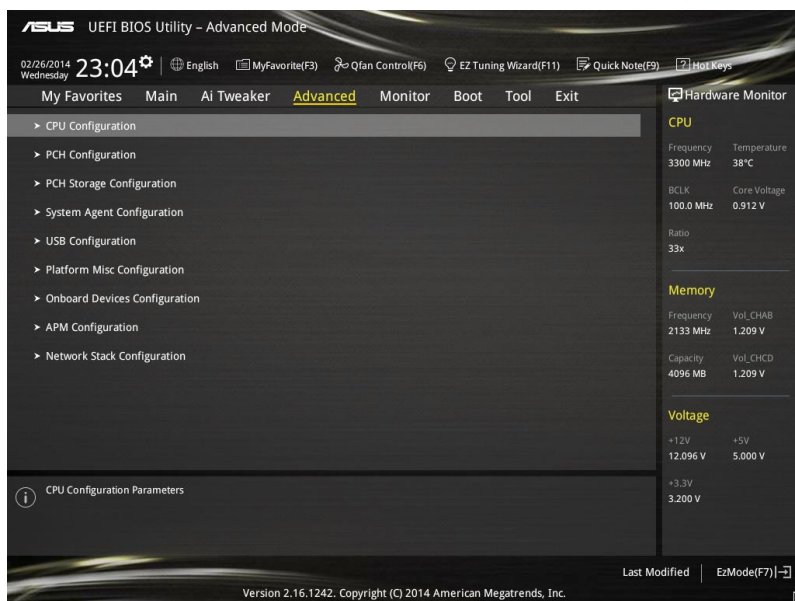 ASUS UEFI BIOS Utility – Advanced Mode
02/26/2014
Wednesday
23:04
English
MyFavorite(F3)
Qfan Control(F6)
EZ Tuning Wizard(F11)
Quick Note(F9)
? Hot Keys
My Favorites Main Ai Tweaker Advanced Monitor Boot Tool Exit
> CPU Configuration
> PCH Configuration
> PCH Storage Configuration
> System Agent Configuration
> USB Configuration
> Platform Misc Configuration
> Onboard Devices Configuration
> APM Configuration
> Network Stack Configuration
i CPU Configuration Parameters
Hardware Monitor
CPU
Frequency Temperature
3300 MHz 38°C
BCLK Core Voltage
100.0 MHz 0.912 V
Ratio
33x
Memory
Frequency Vol_CHAB
2133 MHz 1.209 V
Capacity Vol_CHCD
4096 MB 1.209 V
Voltage
+12V +5V
12.096 V 5.000 V
+3.3V
3.200 V
Last Modified
EzMode(F7)
Version 2.16.1242. Copyright (C) 2014 American Megatrends, Inc.